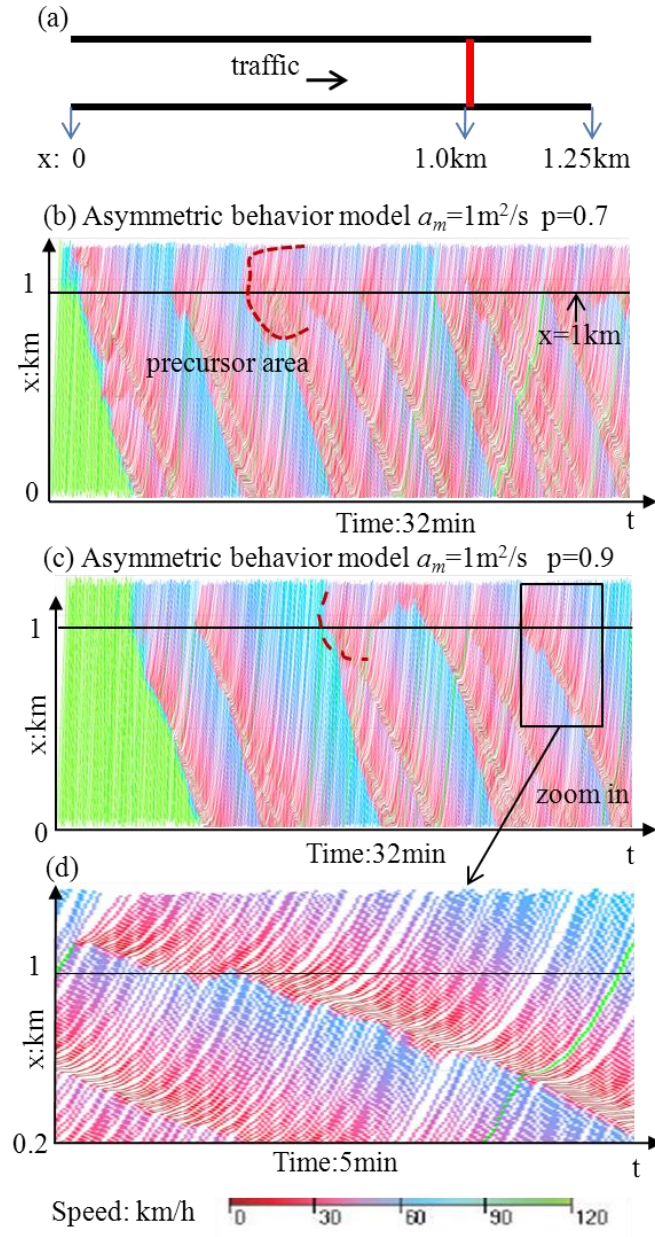 (a)
traffic
x: 0
1.0km
1.25km
(b) Asymmetric behavior model aₘ=1m²/s p=0.7
1
x:km
precursor area
x=1km
0
Time:32min
t
(c) Asymmetric behavior model aₘ=1m²/s p=0.9
1
x:km
zoom in
0
Time:32min
t
(d)
1
x:km
0.2
Time:5min
t
Speed: km/h
0 30 60 90 120